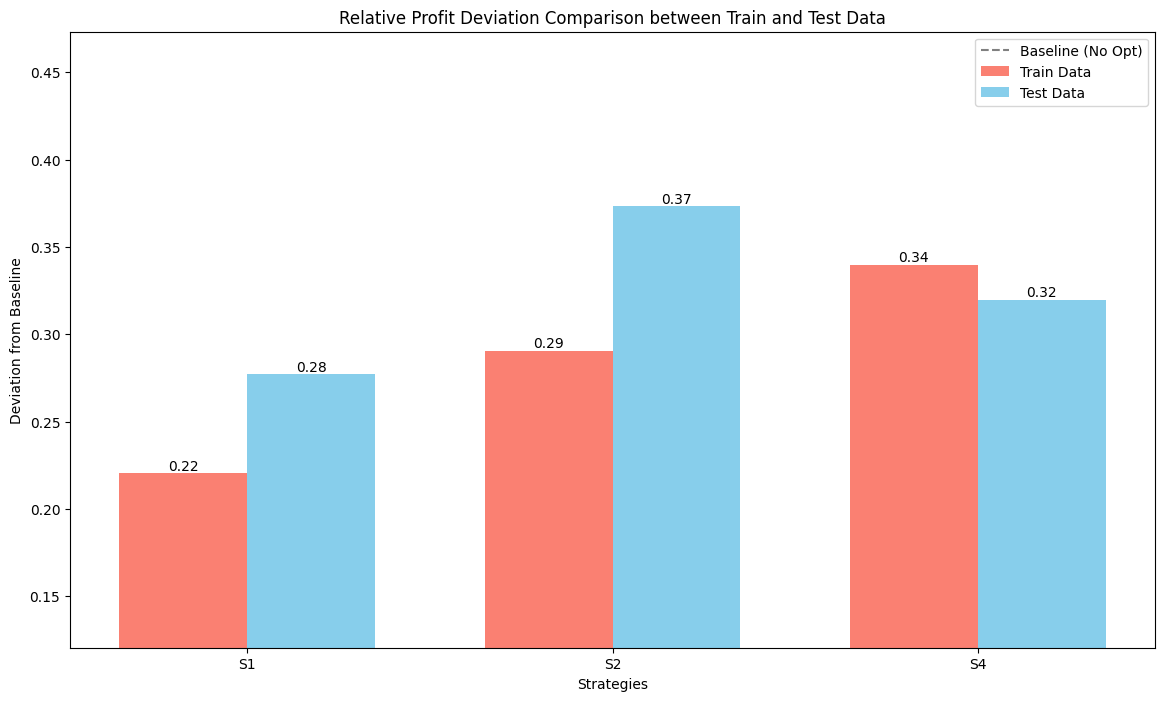 Relative Profit Deviation Comparison between Train and Test Data
Baseline (No Opt)
Train Data
Test Data
Deviation from Baseline
0.45
0.40
0.35
0.30
0.25
0.20
0.15
0.22
0.28
0.29
0.37
0.34
0.32
S1
S2
S4
Strategies